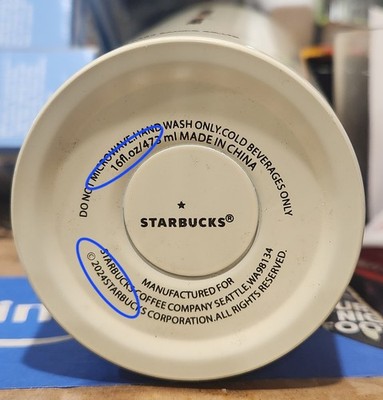 DO NOT MICROWAVE.HAND WASH ONLY.COLD BEVERAGES ONLY
16fl.oz/473 ml MADE IN CHINA
STARBUCKS®
MANUFACTURED FOR
STARBUCKS COFFEE COMPANY SEATTLE,WA98134
©2024STARBUCKS CORPORATION.ALL RIGHTS RESERVED.
in